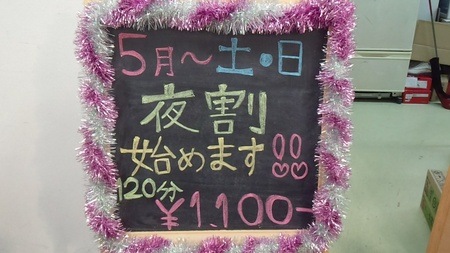 5月～土・日
夜割
始めます!!
120分
¥1,100-